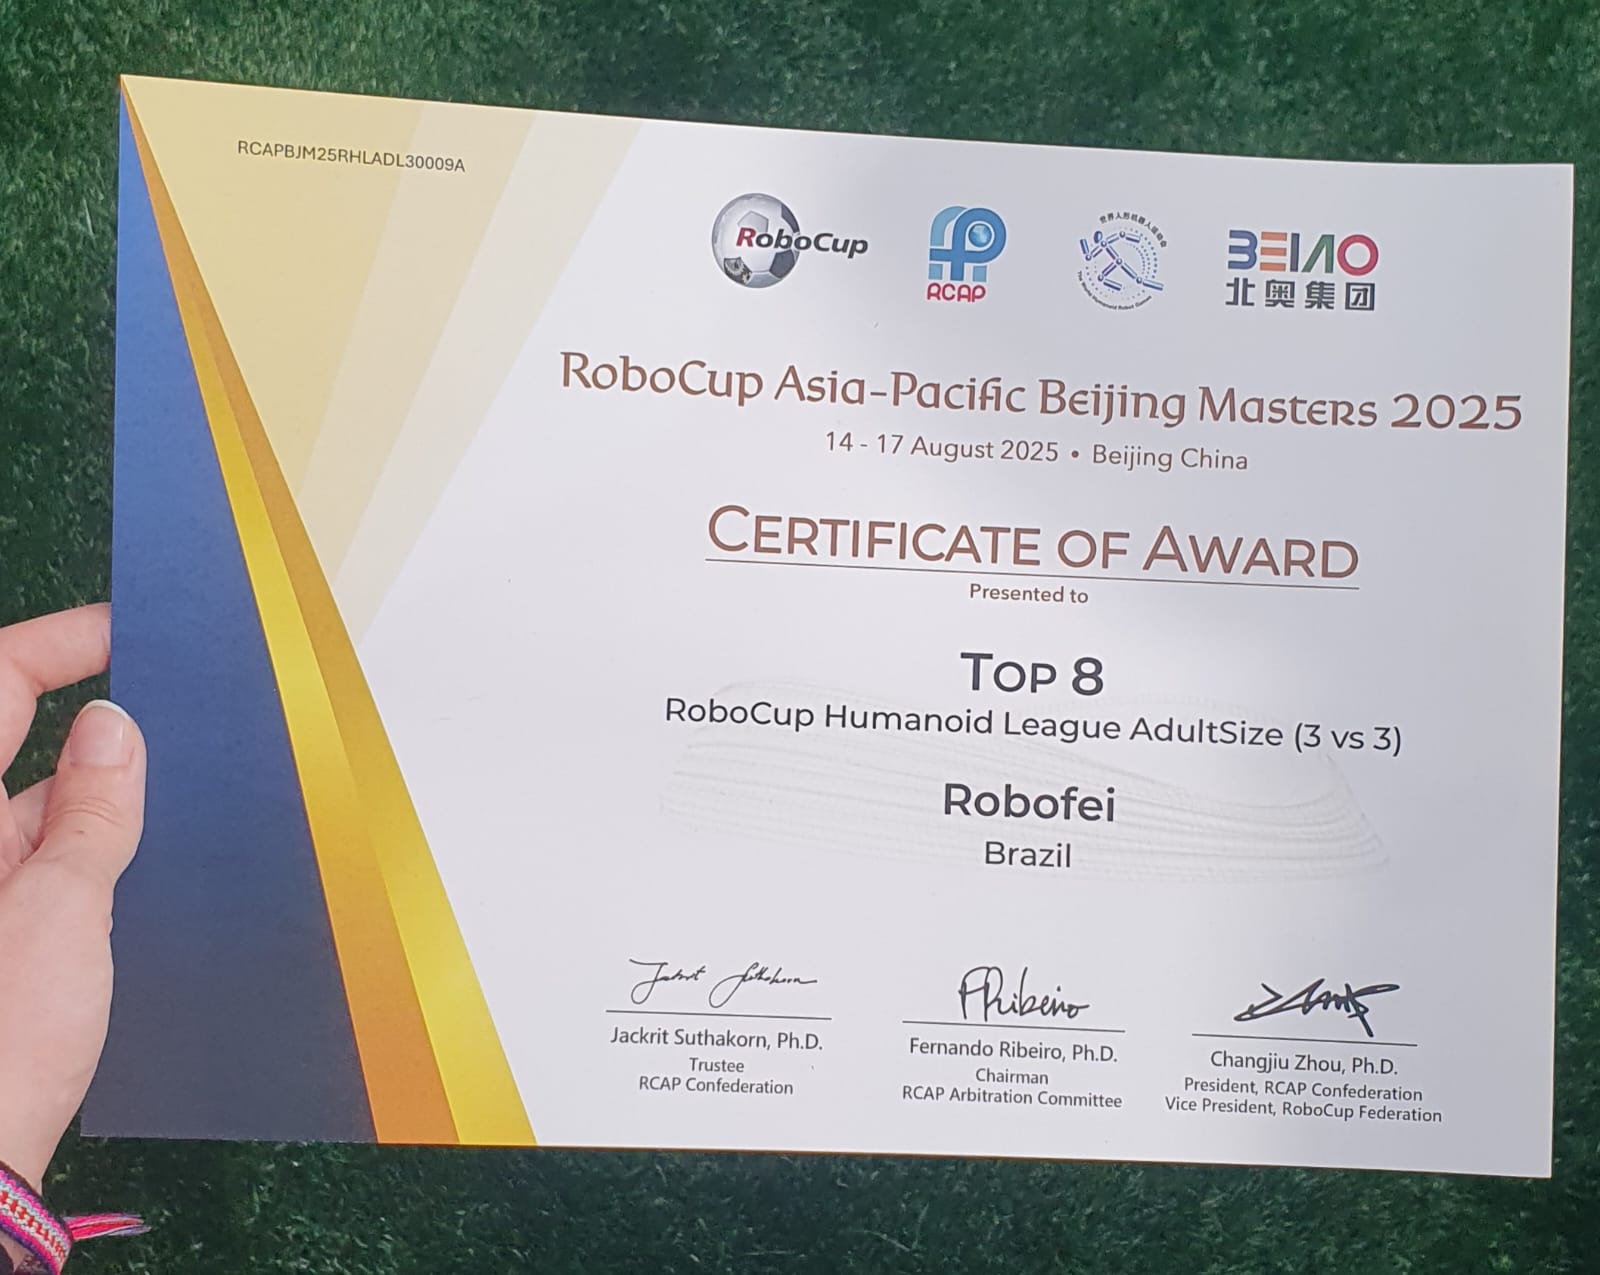 RCAPBJM25RHLADL30009A
RoboCup
RCAP
世界人形机器人运动会
The World Humanoid Robot Games
BEIAO
北奥集团
RoboCup Asia-Pacific Beijing Masters 2025
14 - 17 August 2025 • Beijing China
Certificate of Award
Presented to
Top 8
RoboCup Humanoid League AdultSize (3 vs 3)
Robofei
Brazil
Jackrit Suthakorn
FRibeiro
Jackrit Suthakorn, Ph.D.
Trustee
RCAP Confederation
Fernando Ribeiro, Ph.D.
Chairman
RCAP Arbitration Committee
Changjiu Zhou, Ph.D.
President, RCAP Confederation
Vice President, RoboCup Federation